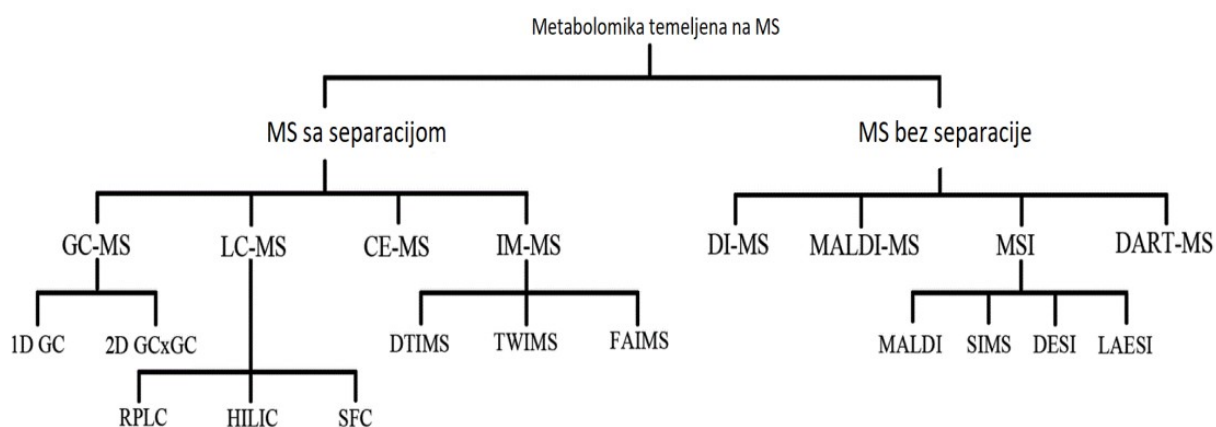 Metabolomika temeljena na MS
MS sa separacijom
MS bez separacije
GC-MS
LC-MS
CE-MS
IM-MS
DI-MS
MALDI-MS
MSI
DART-MS
1D GC
2D GCxGC
DTIMS
TWIMS
FAIMS
MALDI
SIMS
DESI
LAESI
RPLC
HILIC
SFC